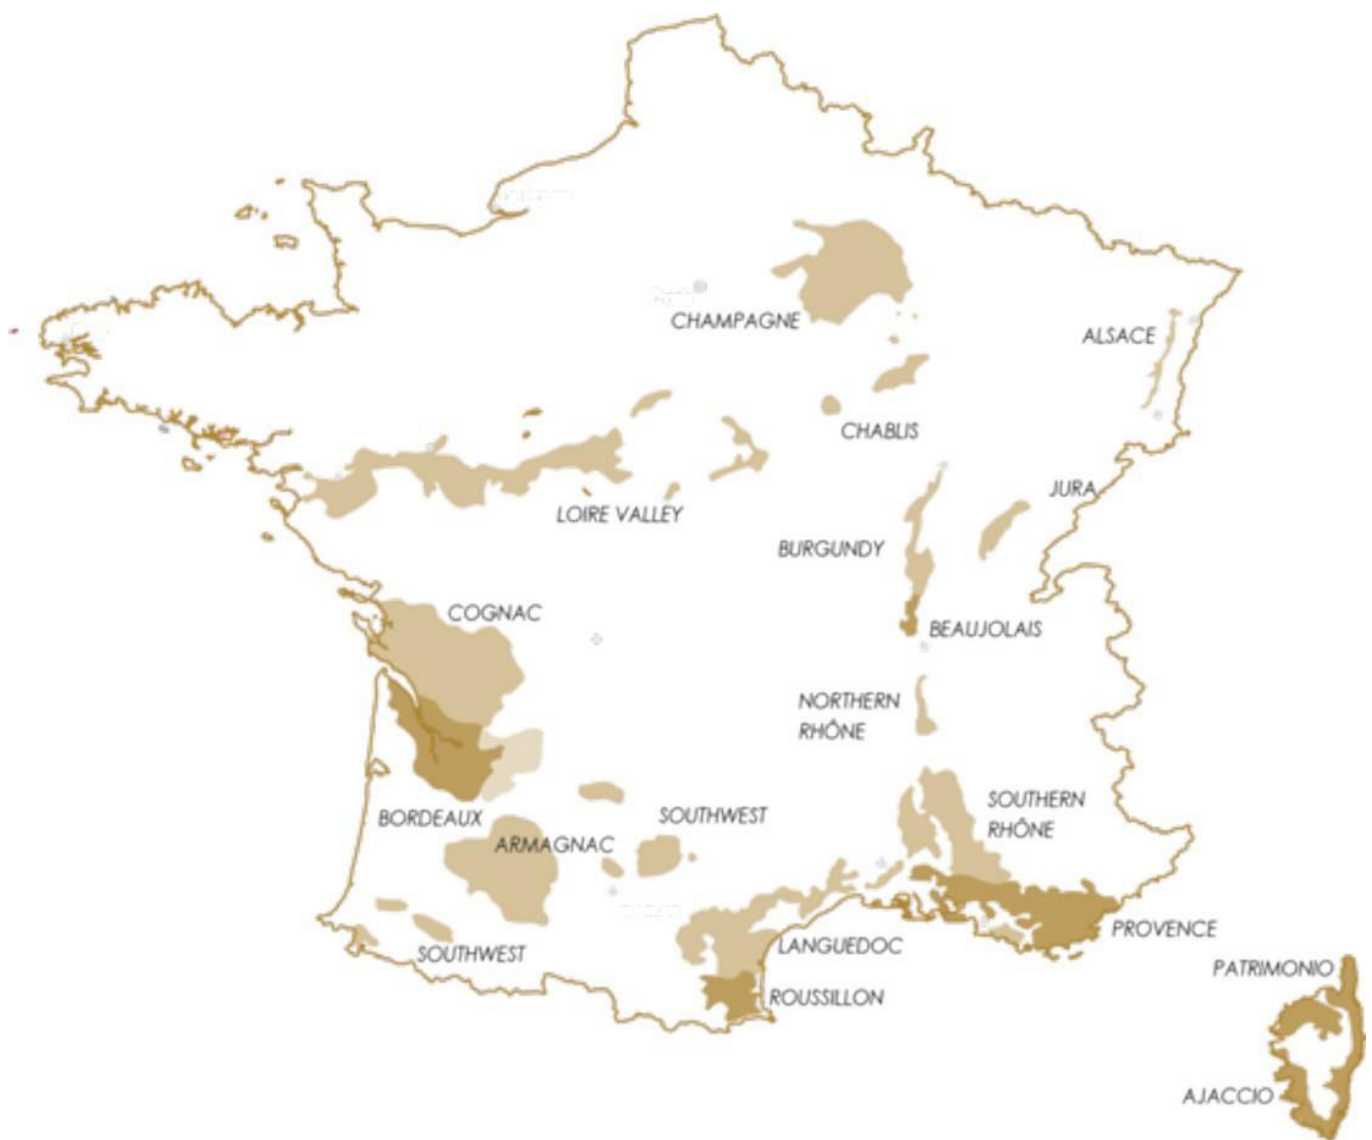 CHAMPAGNE
ALSACE
CHABLIS
JURA
LOIRE VALLEY
BURGUNDY
COGNAC
BEAUJOLAIS
NORTHERN
RHÔNE
SOUTHERN
RHÔNE
BORDEAUX
SOUTHWEST
ARMAGNAC
PROVENCE
LANGUEDOC
SOUTHWEST
PATRIMONIO
ROUSSILLON
AJACCIO